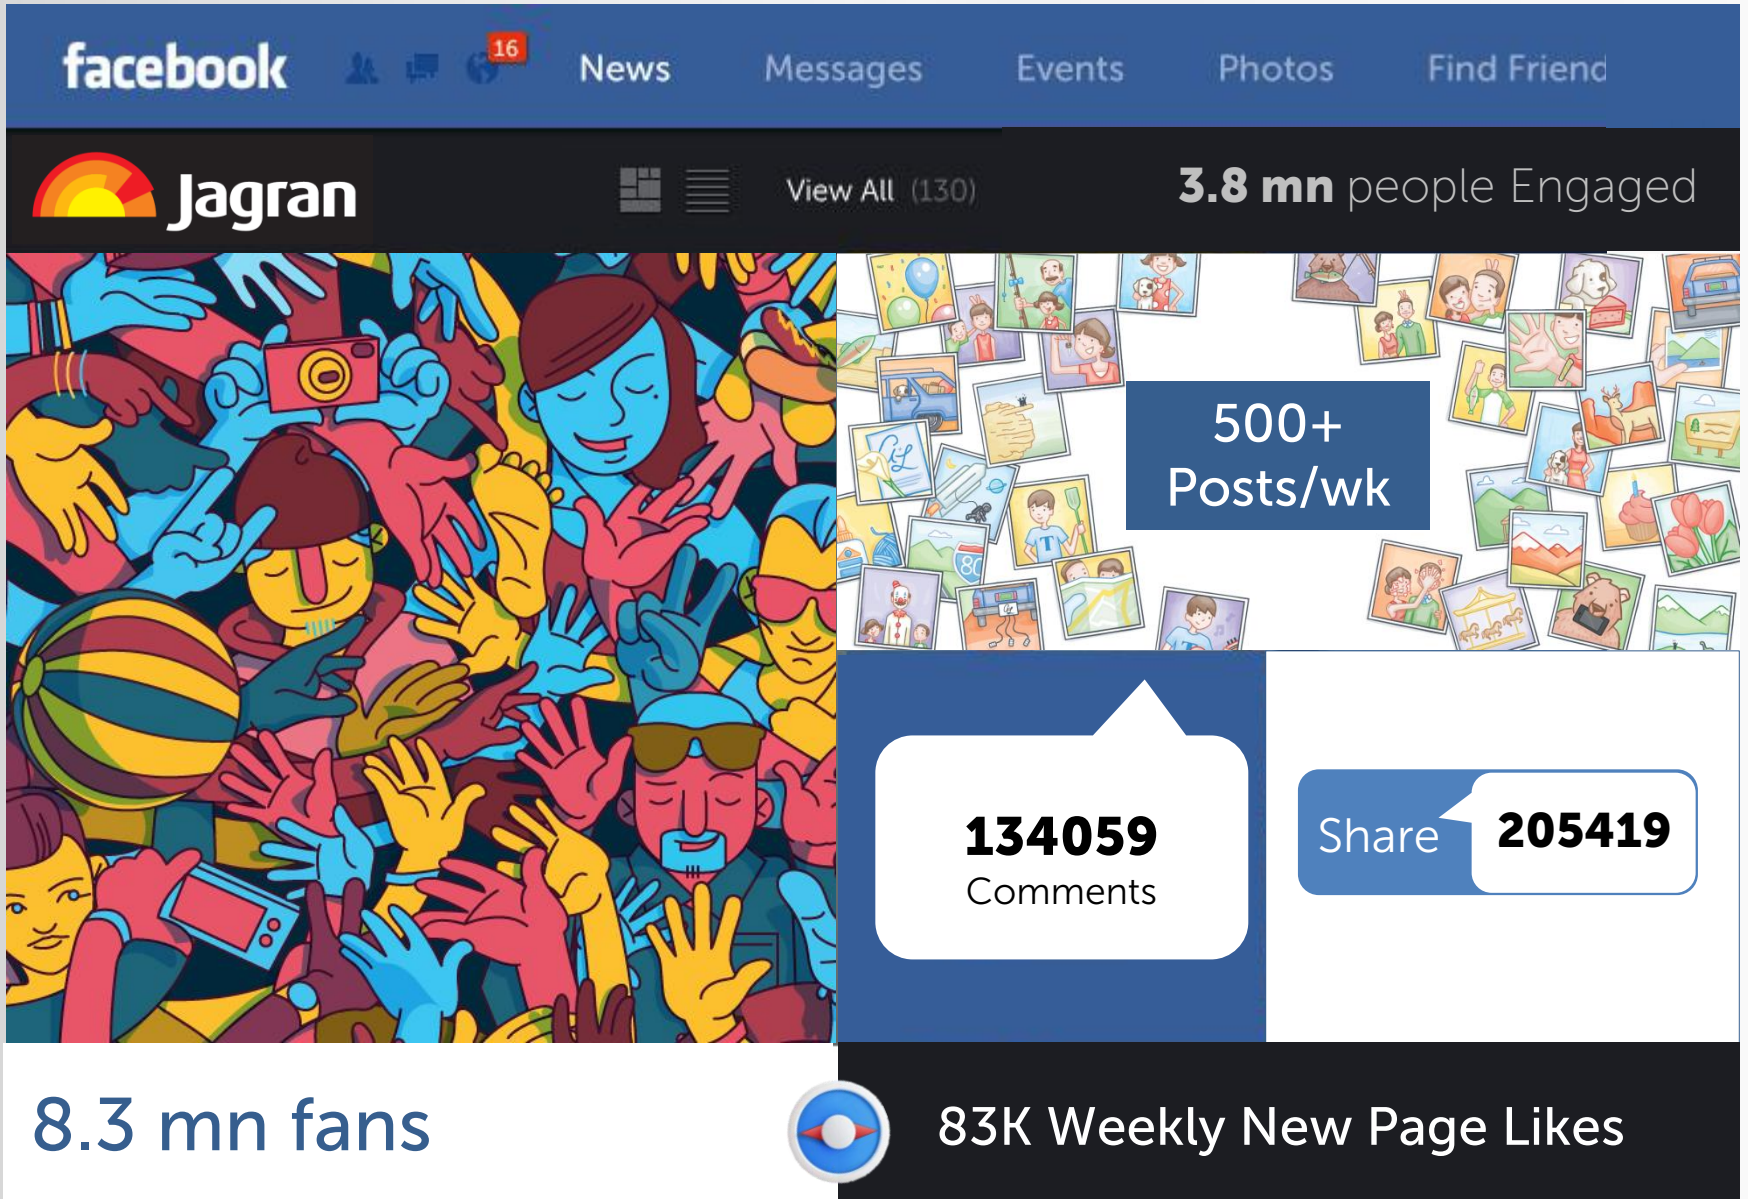 facebook 16 News Messages Events Photos Find Friend
Jagran View All (130) 3.8 mn people Engaged
500+
Posts/wk
80
T
134059
Comments
Share 205419
8.3 mn fans
83K Weekly New Page Likes